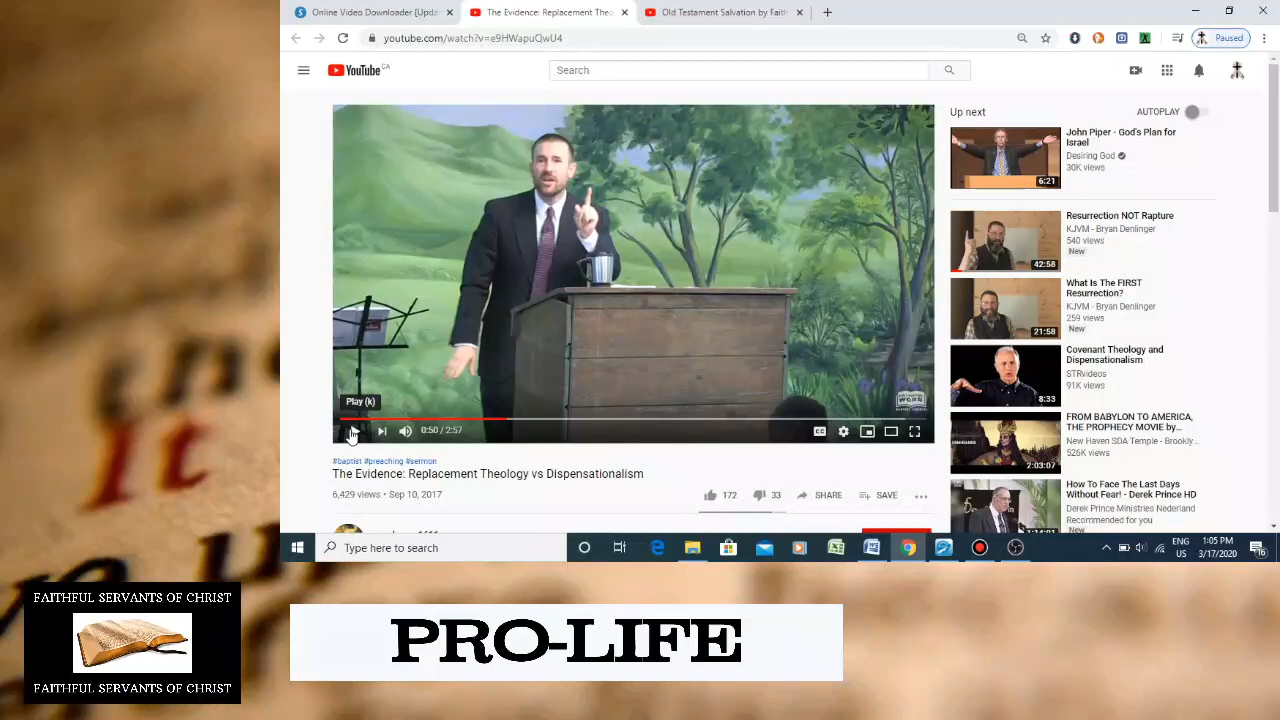 Online Video Downloader [Upda
The Evidence: Replacement Theo
Old Testament Salvation by Faith
youtube.com/watch?v=e9HWapuQwU4
Paused
YouTube CA
Search
Up next
AUTOPLAY
John Piper - God's Plan for
Israel
Desiring God
30K views
6:21
Resurrection NOT Rapture
KJVM - Bryan Denlinger
540 views
New
42:58
What Is The FIRST
Resurrection?
KJVM - Bryan Denlinger
259 views
New
21:58
Covenant Theology and
Dispensationalism
STRvideos
91K views
8:33
FROM BABYLON TO AMERICA,
THE PROPHECY MOVIE by...
New Haven SDA Temple - Brookly...
526K views
2:03:07
How To Face The Last Days
Without Fear! - Derek Prince HD
Derek Prince Ministries Nederland
Recommended for you
Play (k)
0:50 / 2:57
#baptist #preaching #sermon
The Evidence: Replacement Theology vs Dispensationalism
6,429 views • Sep 10, 2017
172
33
SHARE
SAVE
Type here to search
ENG
US
1:05 PM
3/17/2020
It
FAITHFUL SERVANTS OF CHRIST
FAITHFUL SERVANTS OF CHRIST
PRO-LIFE